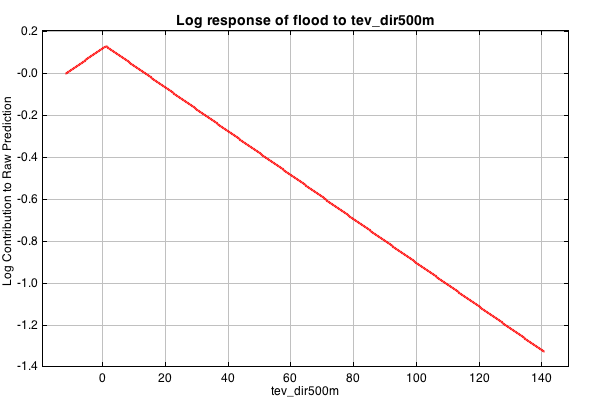 Log response of flood to tev_dir500m
Log Contribution to Raw Prediction
0.2
-0.0
-0.2
-0.4
-0.6
-0.8
-1.0
-1.2
-1.4
0 20 40 60 80 100 120 140
tev_dir500m